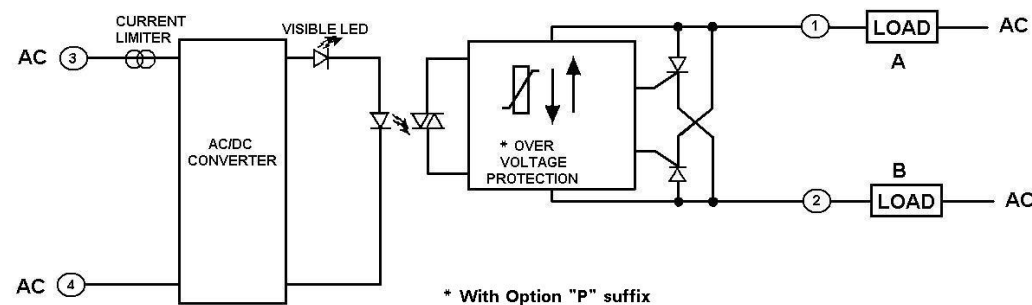 CURRENT
LIMITER
VISIBLE LED
1
LOAD
AC
A
AC
3
AC/DC
CONVERTER
* OVER
VOLTAGE
PROTECTION
B
2
LOAD
AC
AC
4
* With Option "P" suffix